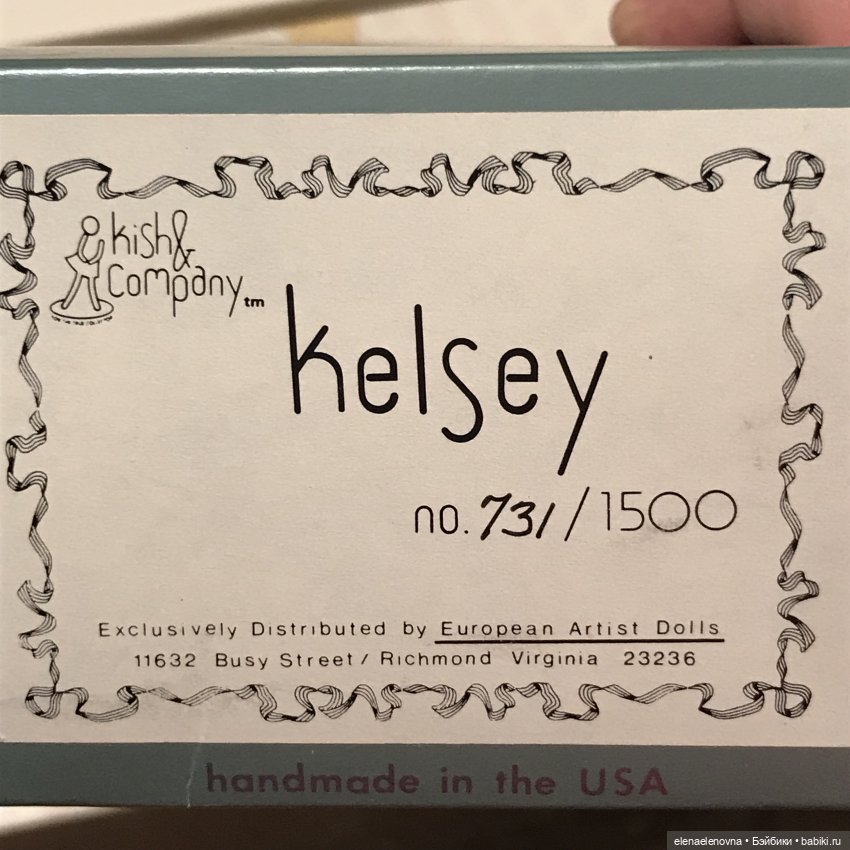 kish&
Company tm
kelsey
no. 731/1500
Exclusively Distributed by European Artist Dolls
11632 Busy Street / Richmond Virginia 23236
handmade in the USA
elenaelenovna • Бэйбики • babiki.ru